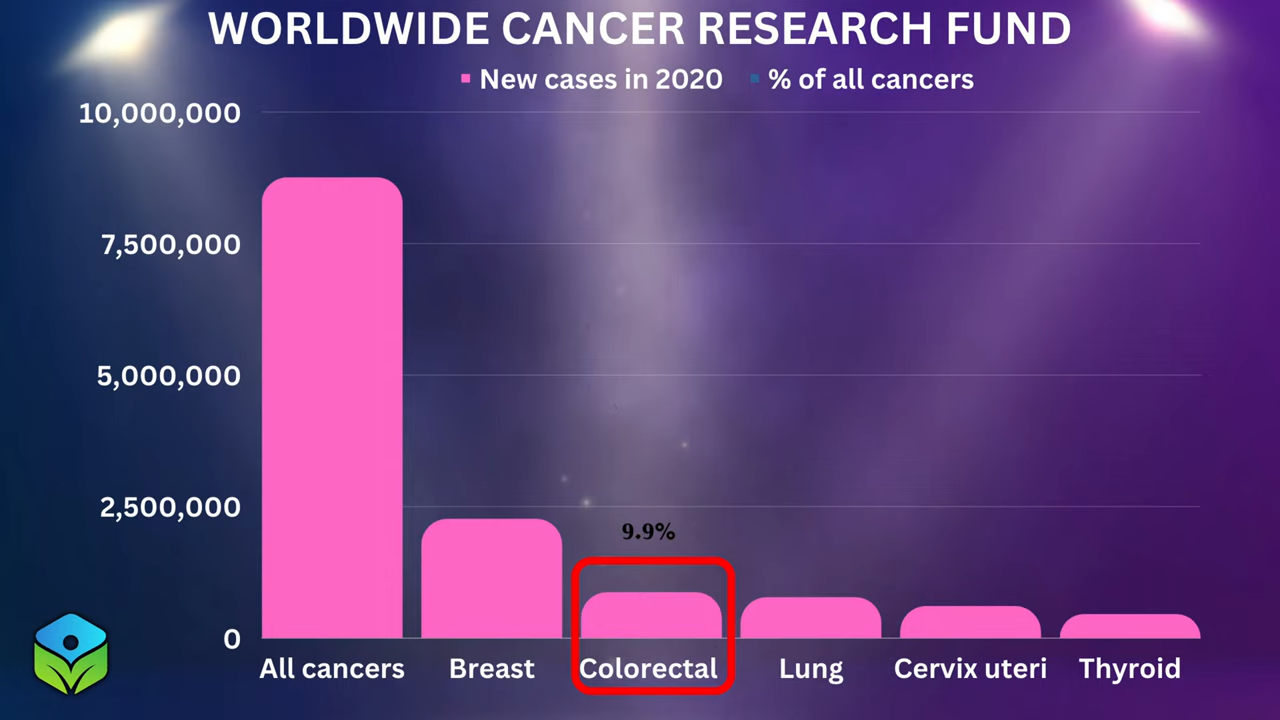 WORLDWIDE CANCER RESEARCH FUND
New cases in 2020 % of all cancers
10,000,000
7,500,000
5,000,000
2,500,000
9.9%
0
All cancers Breast Colorectal Lung Cervix uteri Thyroid